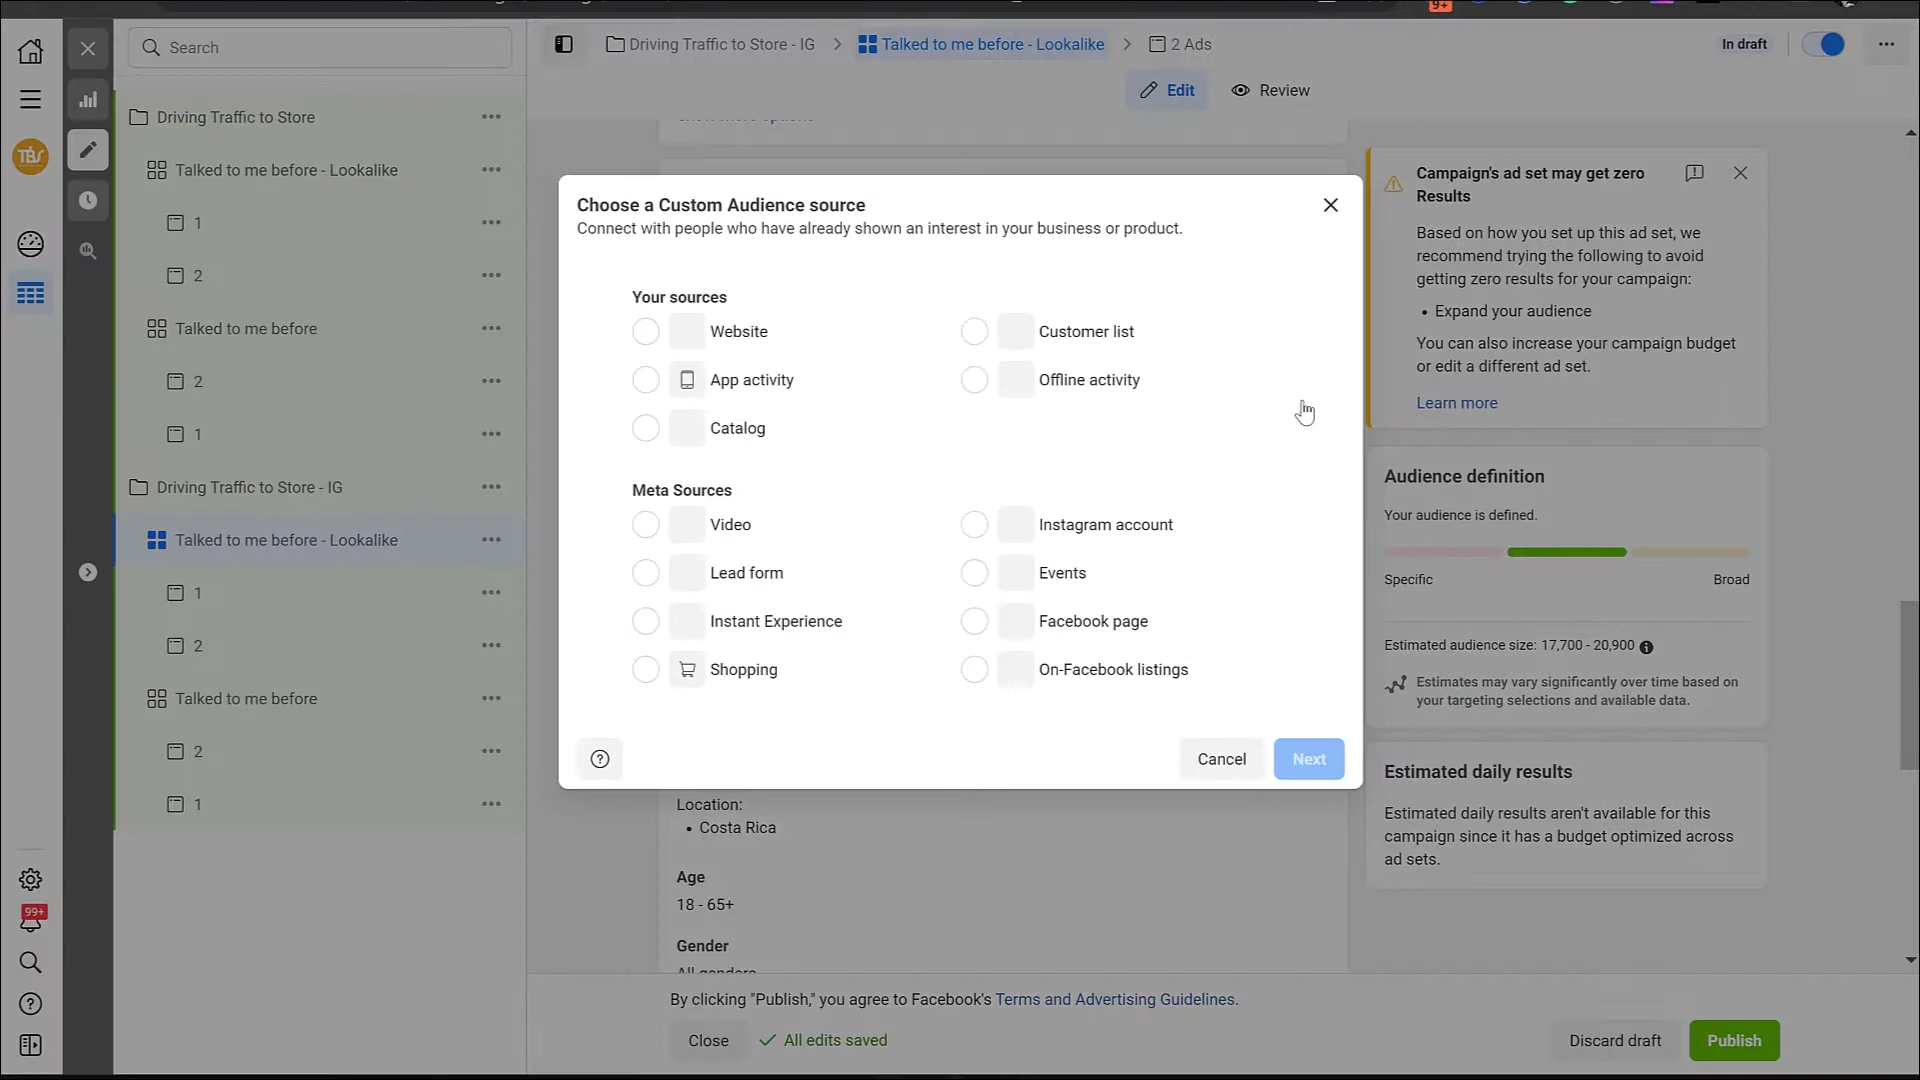 9+
Search
Driving Traffic to Store
Talked to me before - Lookalike
1
2
Talked to me before
2
1
Driving Traffic to Store - IG
Talked to me before - Lookalike
1
2
Talked to me before
2
1
TBS
99+
Driving Traffic to Store - IG
Talked to me before - Lookalike
2 Ads
In draft
Edit
Review
Choose a Custom Audience source
Connect with people who have already shown an interest in your business or product.
Your sources
Website
Customer list
App activity
Offline activity
Catalog
Meta Sources
Video
Instagram account
Lead form
Events
Instant Experience
Facebook page
Shopping
On-Facebook listings
Cancel
Next
Location:
• Costa Rica
Age
18 - 65+
Gender
All genders
By clicking "Publish," you agree to Facebook's Terms and Advertising Guidelines.
Close
All edits saved
Discard draft
Publish
Campaign's ad set may get zero
Results
Based on how you set up this ad set, we
recommend trying the following to avoid
getting zero results for your campaign:
• Expand your audience
You can also increase your campaign budget
or edit a different ad set.
Learn more
Audience definition
Your audience is defined.
Specific
Broad
Estimated audience size: 17,700 - 20,900
Estimates may vary significantly over time based on
your targeting selections and available data.
Estimated daily results
Estimated daily results aren't available for this
campaign since it has a budget optimized across
ad sets.